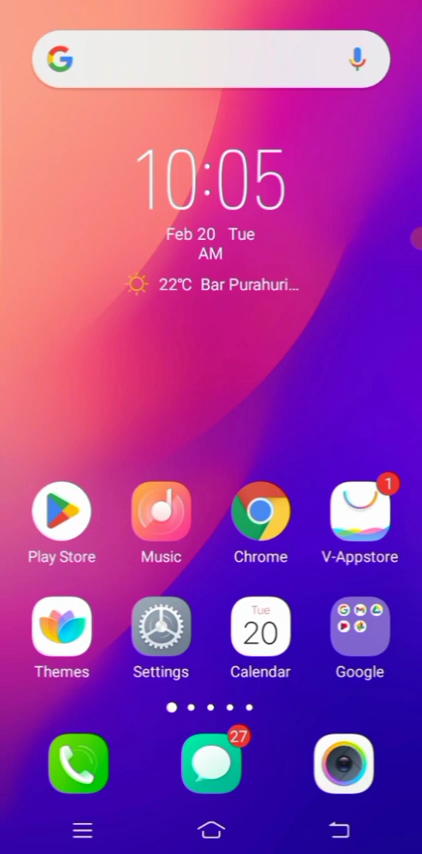 10:05
Feb 20 Tue
AM
22℃ Bar Purahuri...
1
Play Store Music Chrome V-Appstore
Tue
20
Themes Settings Calendar Google
27